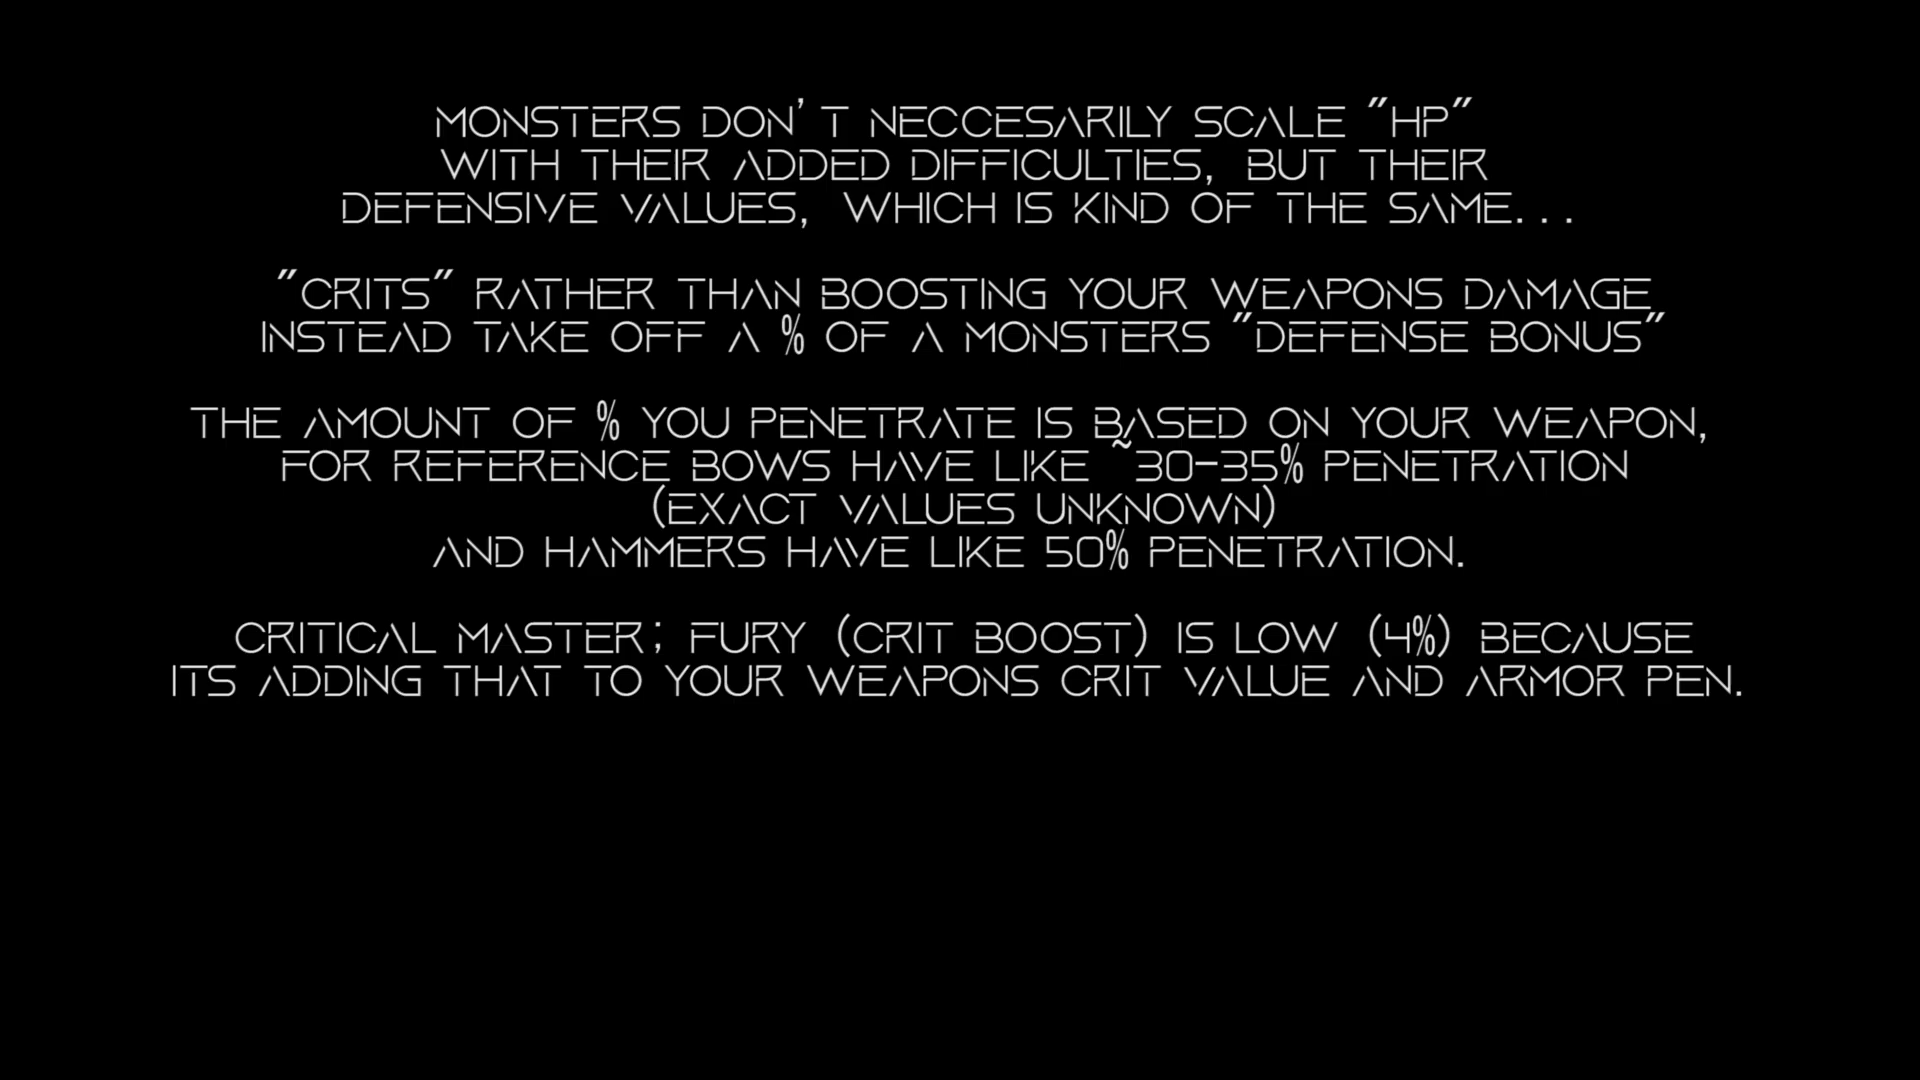 MONSTERS DON'T NECCESARILY SCALE "HP"
WITH THEIR ADDED DIFFICULTIES, BUT THEIR
DEFENSIVE VALUES, WHICH IS KIND OF THE SAME...
"CRITS" RATHER THAN BOOSTING YOUR WEAPONS DAMAGE
INSTEAD TAKE OFF A % OF A MONSTERS "DEFENSE BONUS"
THE AMOUNT OF % YOU PENETRATE IS BASED ON YOUR WEAPON,
FOR REFERENCE BOWS HAVE LIKE ~30-35% PENETRATION
(EXACT VALUES UNKNOWN)
AND HAMMERS HAVE LIKE 50% PENETRATION.
CRITICAL MASTER; FURY (CRIT BOOST) IS LOW (4%) BECAUSE
ITS ADDING THAT TO YOUR WEAPONS CRIT VALUE AND ARMOR PEN.